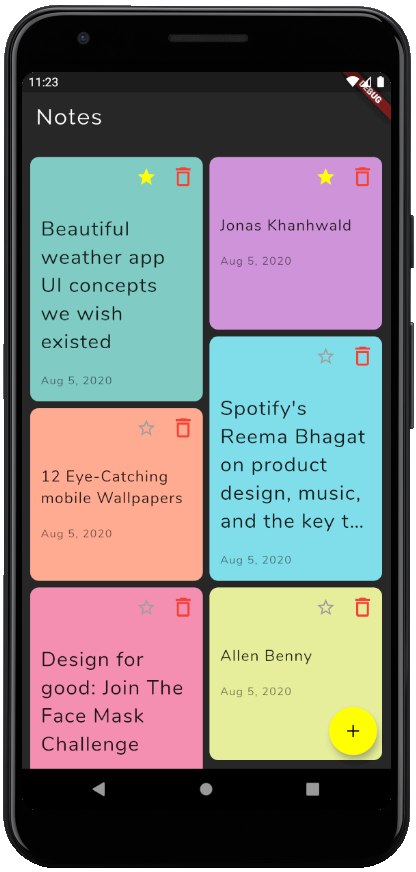 11:23
DEBUG
Notes
Beautiful
weather app
UI concepts
we wish
existed
Aug 5, 2020
Jonas Khanhwald
Aug 5, 2020
Spotify's
Reema Bhagat
on product
design, music,
and the key t...
Aug 5, 2020
12 Eye-Catching
mobile Wallpapers
Aug 5, 2020
Design for
good: Join The
Face Mask
Challenge
Allen Benny
Aug 5, 2020
+